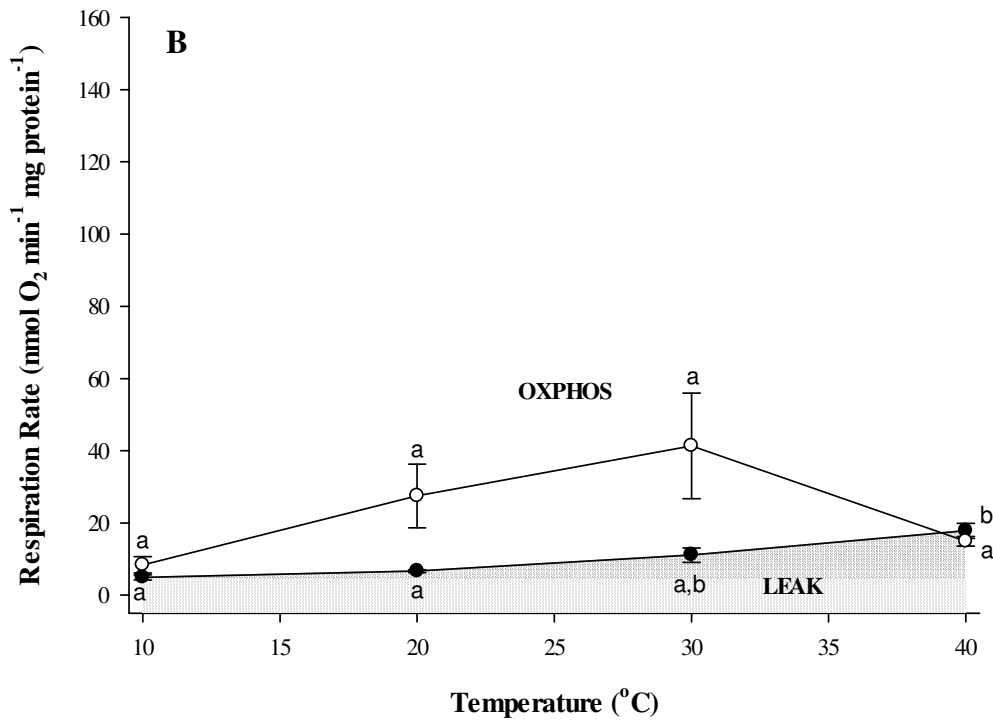 B
Respiration Rate (nmol O₂ min⁻¹ mg protein⁻¹)
160
140
120
100
80
60
40
20
0
OXPHOS
LEAK
a
a
a
a
a
a
a,b
b
a
10
15
20
25
30
35
40
Temperature (°C)